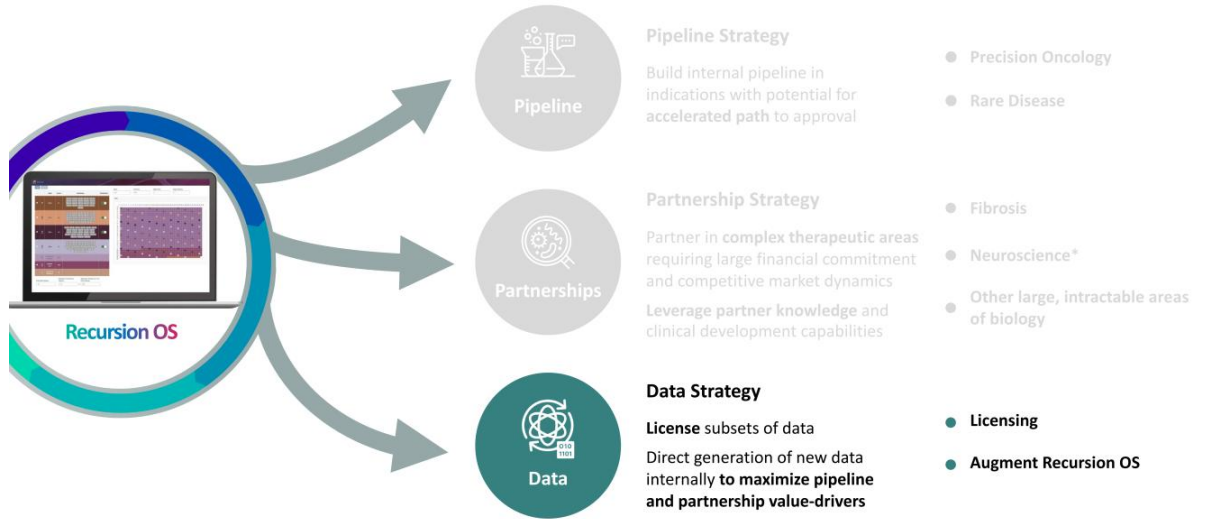 Recursion OS
Pipeline
Pipeline Strategy
Build internal pipeline in
indications with potential for
accelerated path to approval
Precision Oncology
Rare Disease
Partnerships
Partnership Strategy
Partner in complex therapeutic areas
requiring large financial commitment
and competitive market dynamics
Leverage partner knowledge and
clinical development capabilities
Fibrosis
Neuroscience*
Other large, intractable areas
of biology
010
1101
Data
Data Strategy
License subsets of data
Direct generation of new data
internally to maximize pipeline
and partnership value-drivers
Licensing
Augment Recursion OS